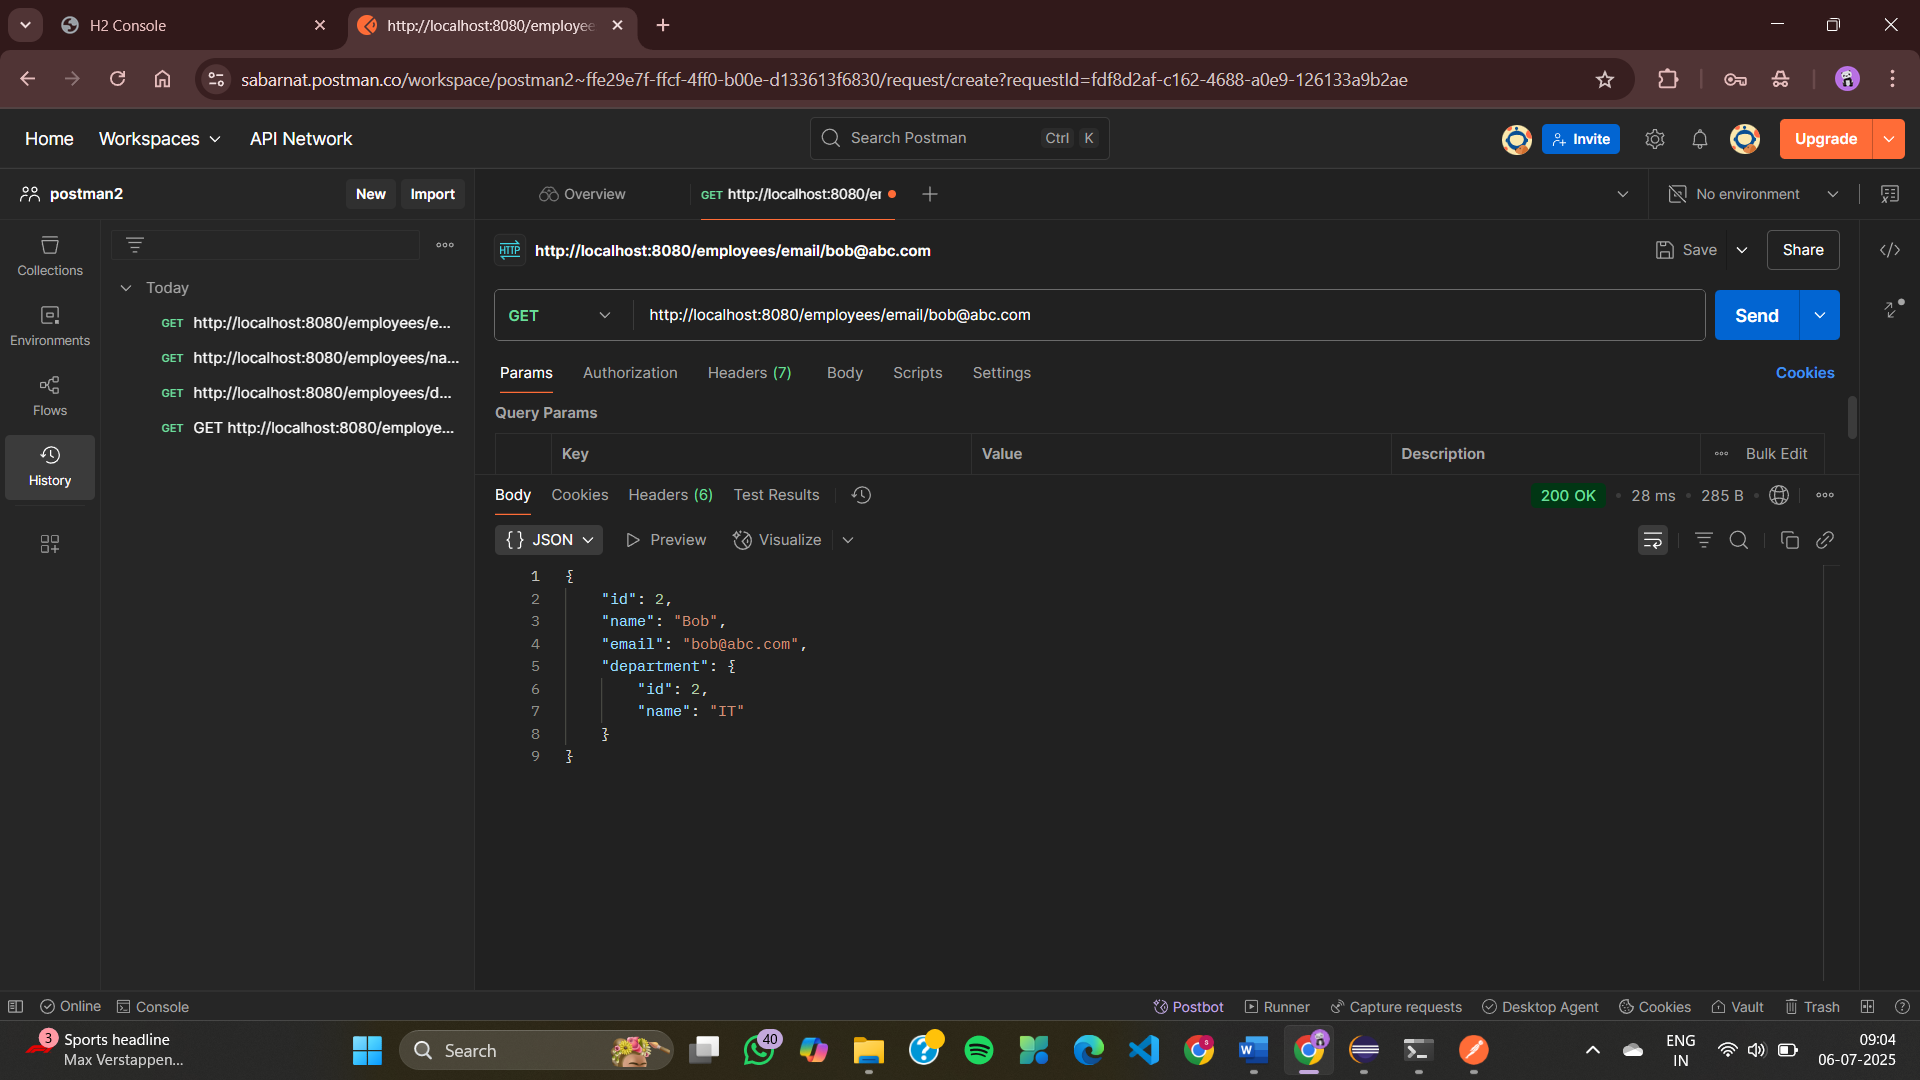 H2 Console
http://localhost:8080/employee
sabarnat.postman.co/workspace/postman2~ffe29e7f-ffcf-4ff0-b00e-d133613f6830/request/create?requestId=fdf8d2af-c162-4688-a0e9-126133a9b2ae
Home Workspaces API Network
Search Postman Ctrl K
Invite
Upgrade
postman2 New Import
Overview
GET http://localhost:8080/er
No environment
Collections
Environments
Flows
History
Today
GET http://localhost:8080/employees/e...
GET http://localhost:8080/employees/na...
GET http://localhost:8080/employees/d...
GET GET http://localhost:8080/employe...
HTTP http://localhost:8080/employees/email/bob@abc.com
Save Share
GET http://localhost:8080/employees/email/bob@abc.com
Send
Params Authorization Headers (7) Body Scripts Settings Cookies
Query Params
Key Value Description Bulk Edit
Body Cookies Headers (6) Test Results
200 OK • 28 ms • 285 B
{} JSON Preview Visualize
1 {
2 "id": 2,
3 "name": "Bob",
4 "email": "bob@abc.com",
5 "department": {
6 "id": 2,
7 "name": "IT"
8 }
9 }
Online Console
Postbot Runner Capture requests Desktop Agent Cookies Vault Trash
3 Sports headline
Max Verstappen...
Search
40
8
ENG
IN
09:04
06-07-2025